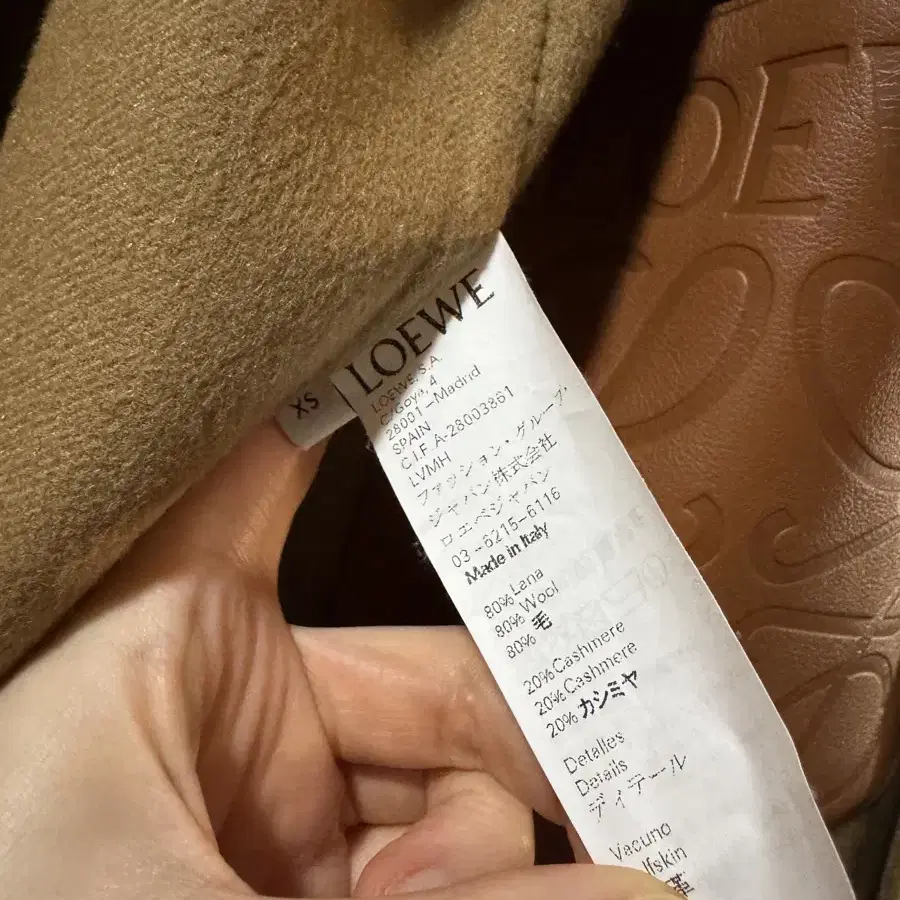 LOEWE
XS
LOEWE, S.A.
C/Goya, 4
28001-Madrid
SPAIN
C.I.F A-28003861
LVMH
ファッション・グループ・
ジャパン株式会社
ロエベジャパン
03-6215-6116
Made in Italy
80% Lana
80% Wool
80% 毛
20% Cashmere
20% Cashmere
20% カシミヤ
Detalles
Details
ディテール
Vacuno
lfskin
革
OE